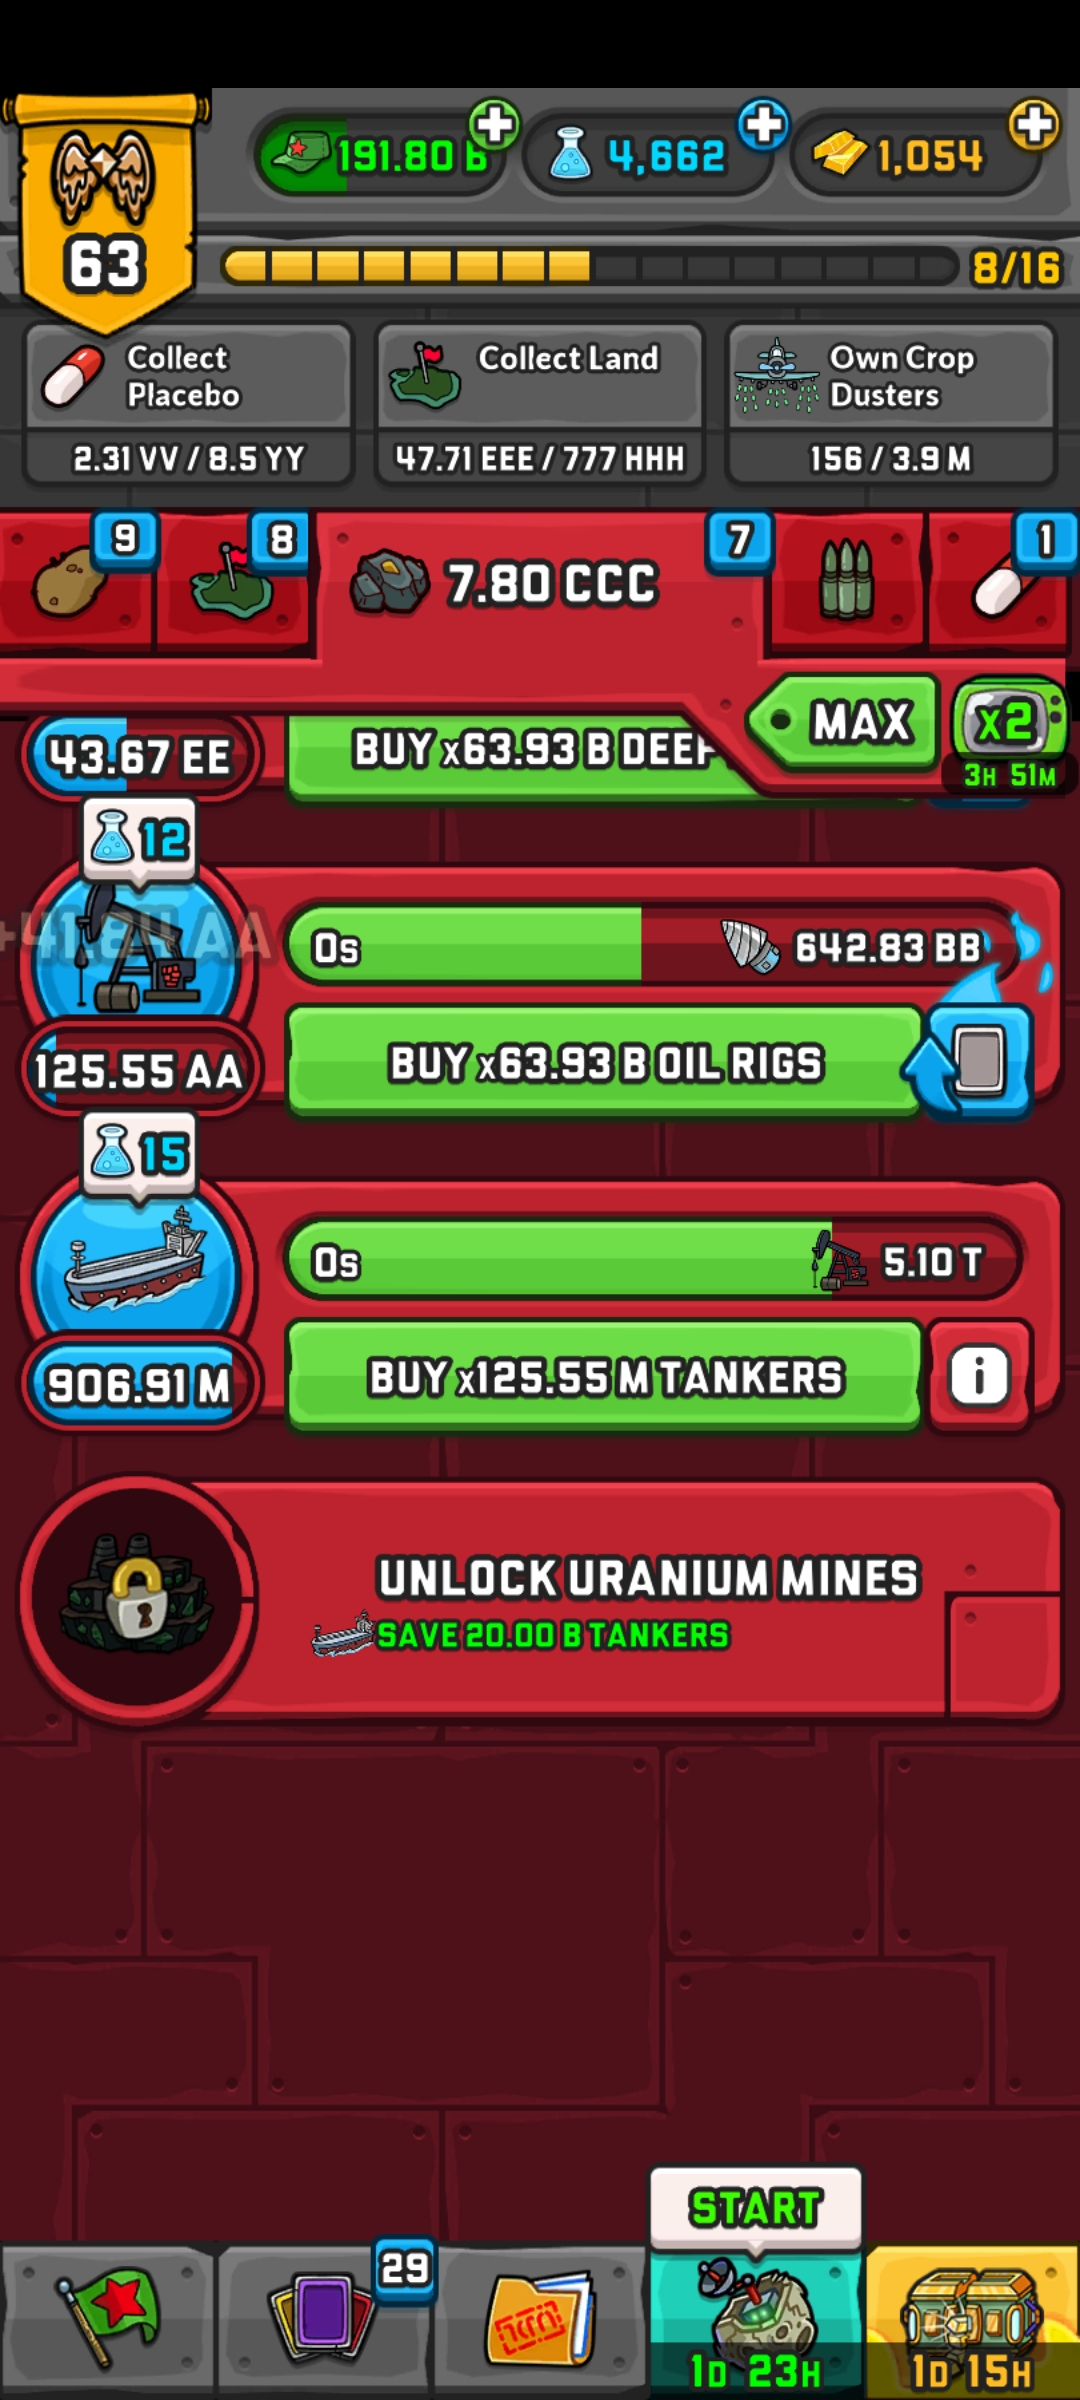 191.80 B
4,662
1,054
63
8/16
Collect
Placebo
2.31 VV / 8.5 YY
Collect Land
47.71 EEE / 777 HHH
Own Crop
Dusters
156 / 3.9 M
9
8
7.80 CCC
7
1
MAX
x2
3H 51M
43.67 EE
BUY x63.93 B DEEP
12
+41.84 AA
0s
642.83 BB
125.55 AA
BUY x63.93 B OIL RIGS
15
0s
5.10 T
906.91 M
BUY x125.55 M TANKERS
i
UNLOCK URANIUM MINES
SAVE 20.00 B TANKERS
START
29
1D 23H
1D 15H